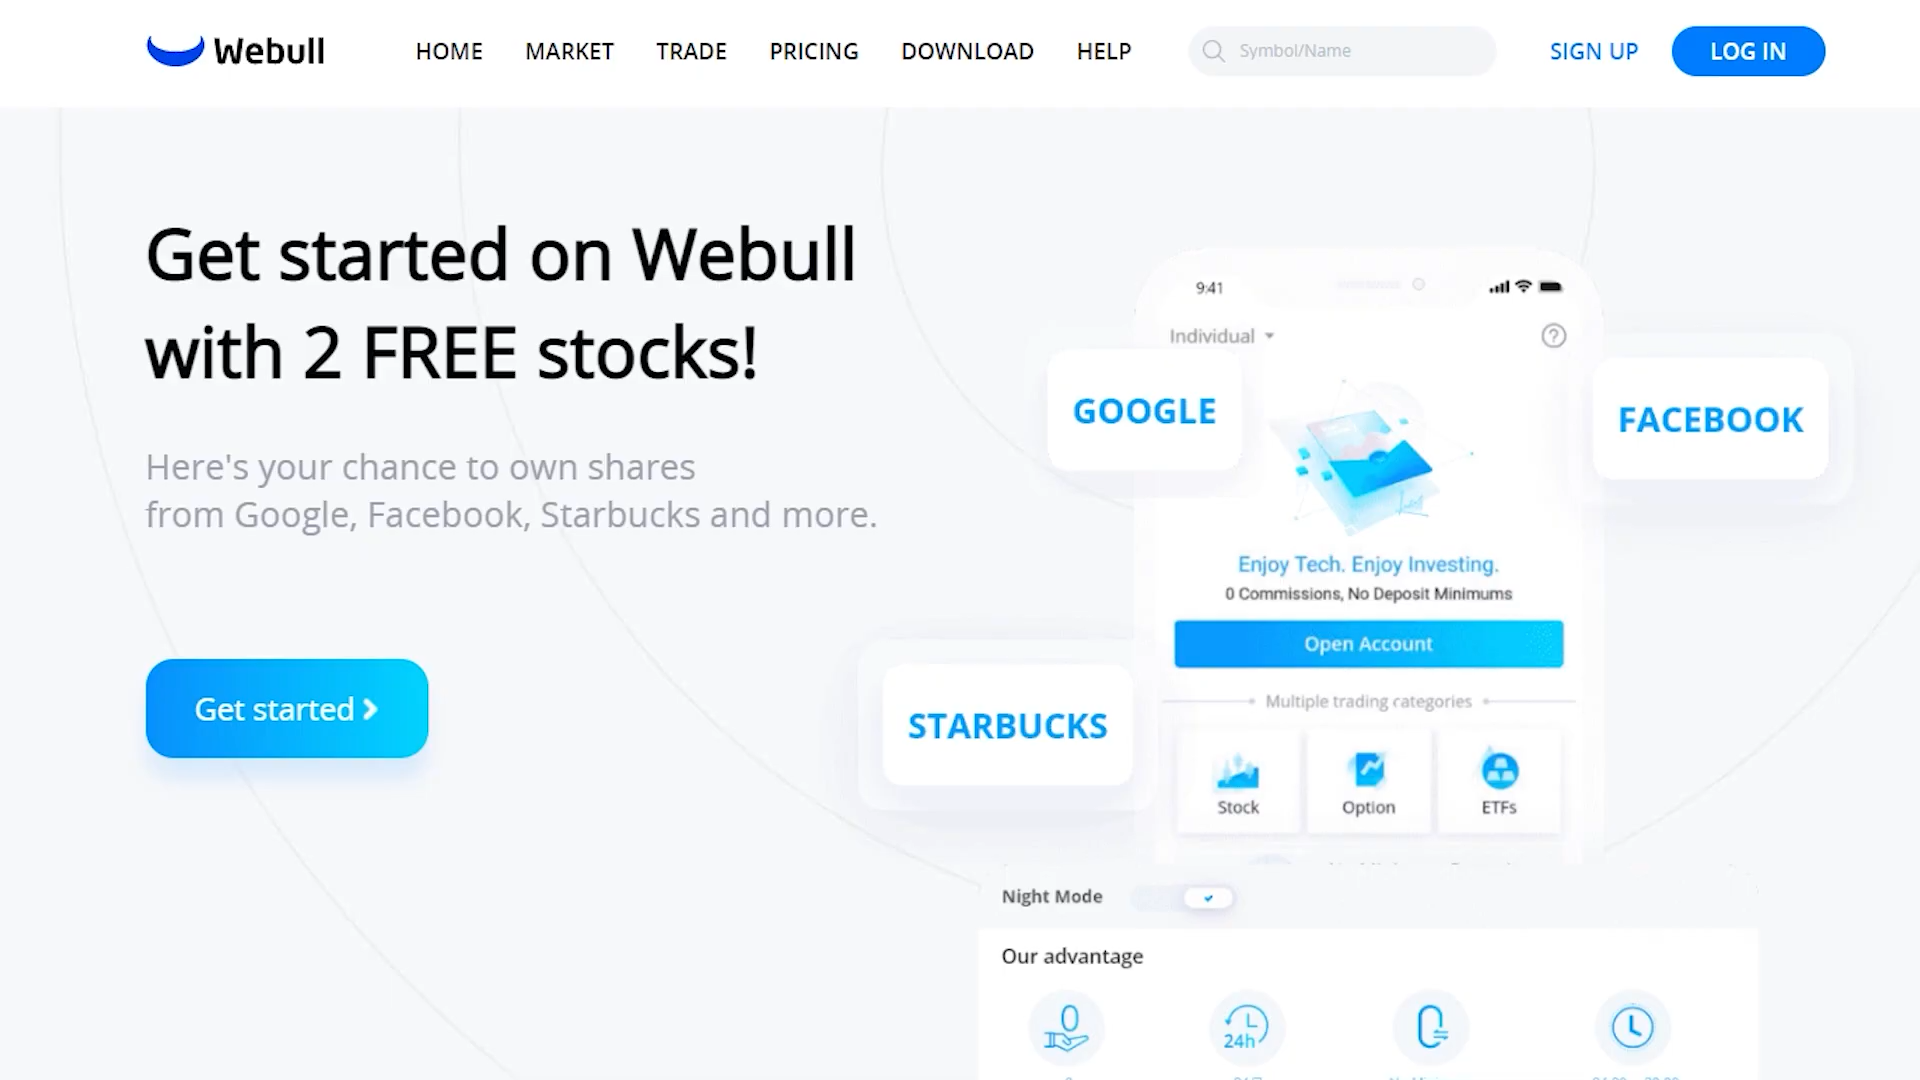 Webull
HOME
MARKET
TRADE
PRICING
DOWNLOAD
HELP
Symbol/Name
SIGN UP
LOG IN
Get started on Webull
with 2 FREE stocks!
Here's your chance to own shares
from Google, Facebook, Starbucks and more.
Get started
9:41
Individual
GOOGLE
FACEBOOK
STARBUCKS
Enjoy Tech. Enjoy Investing.
0 Commissions, No Deposit Minimums
Open Account
Multiple trading categories
Stock
Option
ETFs
Night Mode
Our advantage
0
24h